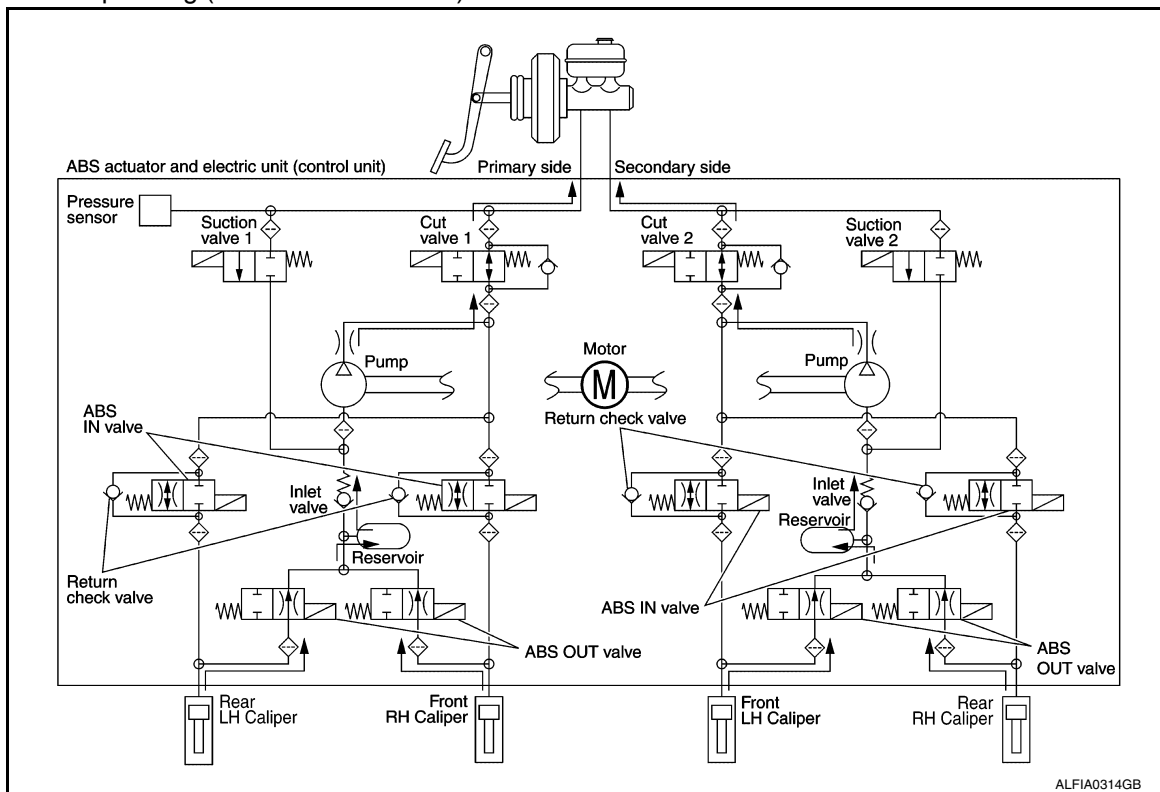 ABS actuator and electric unit (control unit)
Primary side
Secondary side
Pressure
sensor
Suction
valve 1
Cut
valve 1
Cut
valve 2
Suction
valve 2
Pump
Motor
M
Pump
Return check valve
ABS
IN valve
Inlet
valve
Inlet
valve
Reservoir
Reservoir
Return
check valve
ABS IN valve
ABS OUT valve
ABS
OUT valve
Rear
LH Caliper
Front
RH Caliper
Front
LH Caliper
Rear
RH Caliper
ALFIA0314GB